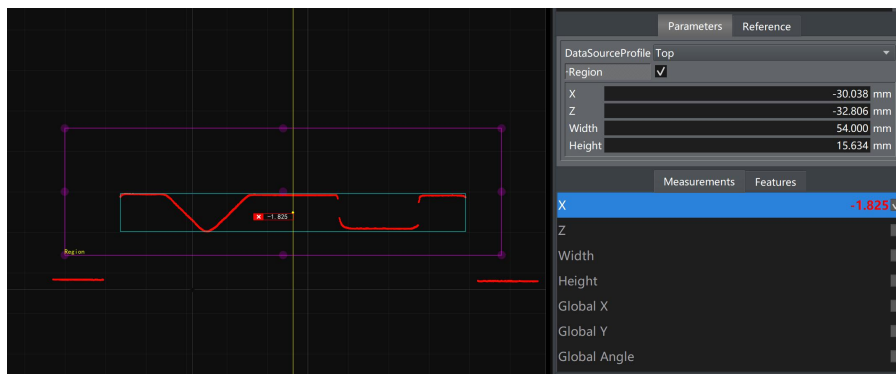 Parameters Reference
DataSourceProfile Top
Region
X -30.038 mm
Z -32.806 mm
Width 54.000 mm
Height 15.634 mm
Measurements Features
X -1.825
Z
Width
Height
Global X
Global Y
Global Angle
X -1.825
Region